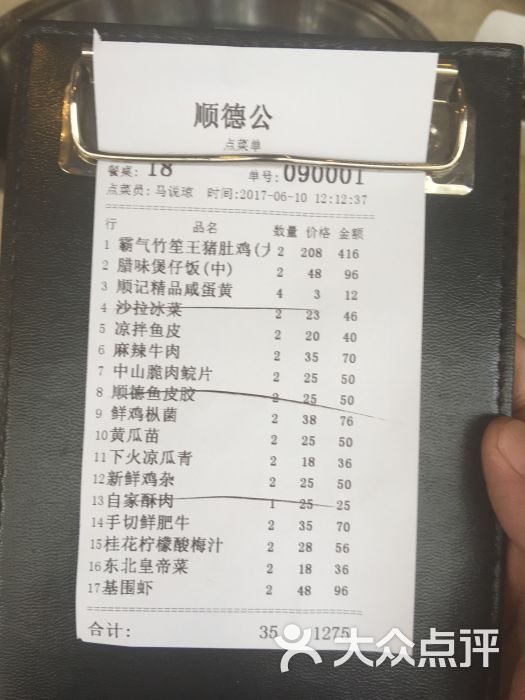 顺德公
点菜单
餐桌: 18 单号: 090001
点菜员: 马说琼 时间:2017-06-10 12:12:37
行 品名 数量 价格 金额
1 霸气竹笙王猪肚鸡(大 2 208 416
2 腊味煲仔饭(中) 2 48 96
3 顺记精品咸蛋黄 4 3 12
4 沙拉冰菜 2 23 46
5 凉拌鱼皮 2 20 40
6 麻辣牛肉 2 35 70
7 中山脆肉鲩片 2 25 50
8 顺德鱼皮胶 2 25 50
9 鲜鸡枞菌 2 38 76
10 黄瓜苗 2 25 50
11 下火凉瓜青 2 18 36
12 新鲜鸡杂 2 25 50
13 自家酥肉 1 25 25
14 手切鲜肥牛 2 35 70
15 桂花柠檬酸梅汁 2 28 56
16 东北皇帝菜 2 18 36
17 基围虾 2 48 96
合计: 35 1275
大众点评